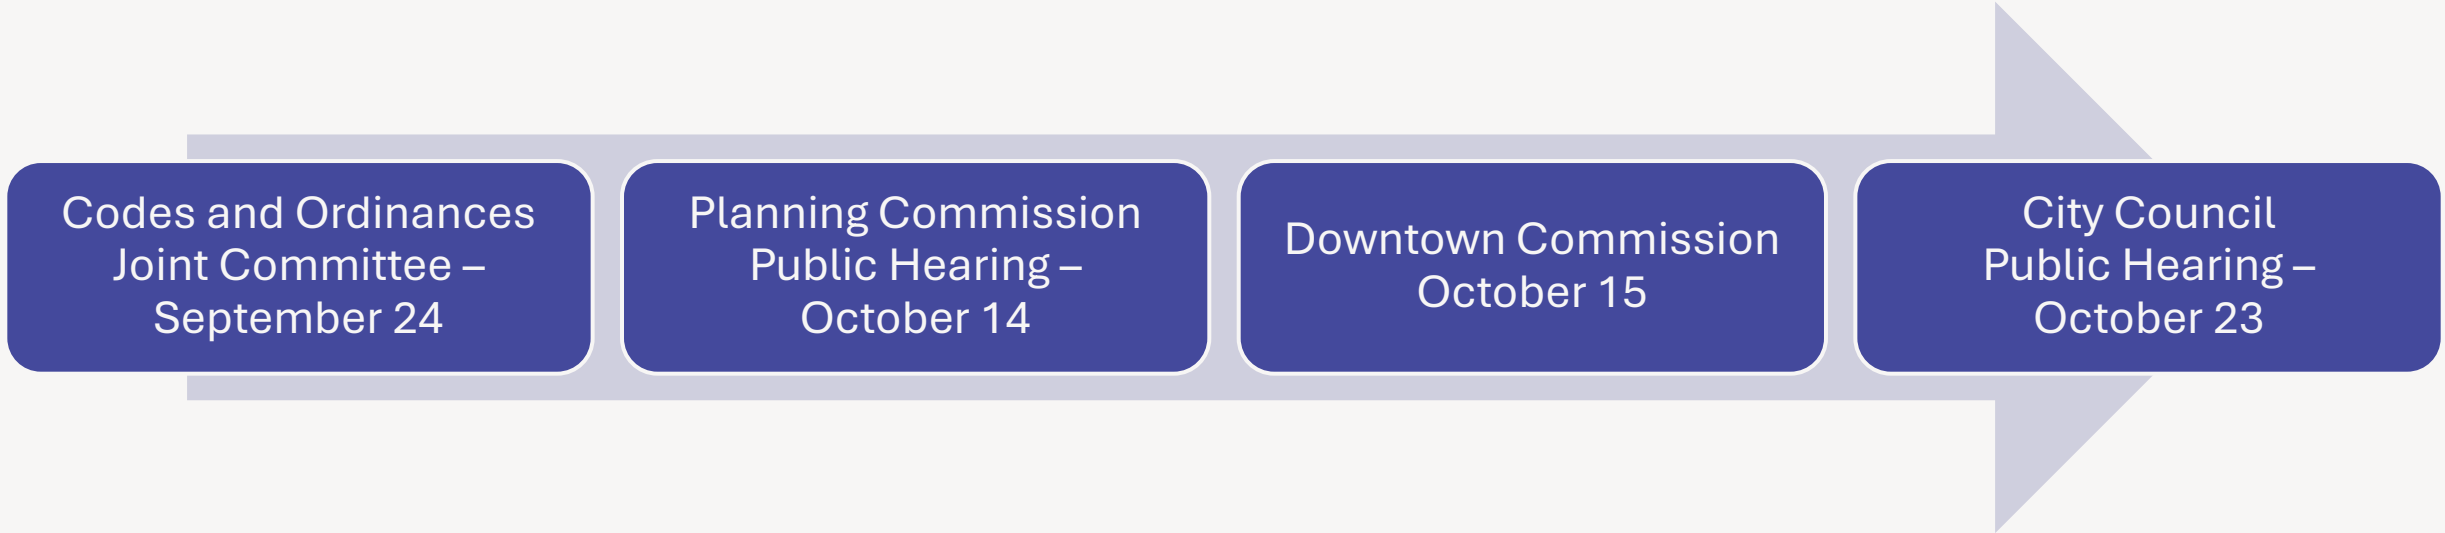 Codes and Ordinances
Joint Committee –
September 24
Planning Commission
Public Hearing –
October 14
Downtown Commission
October 15
City Council
Public Hearing –
October 23